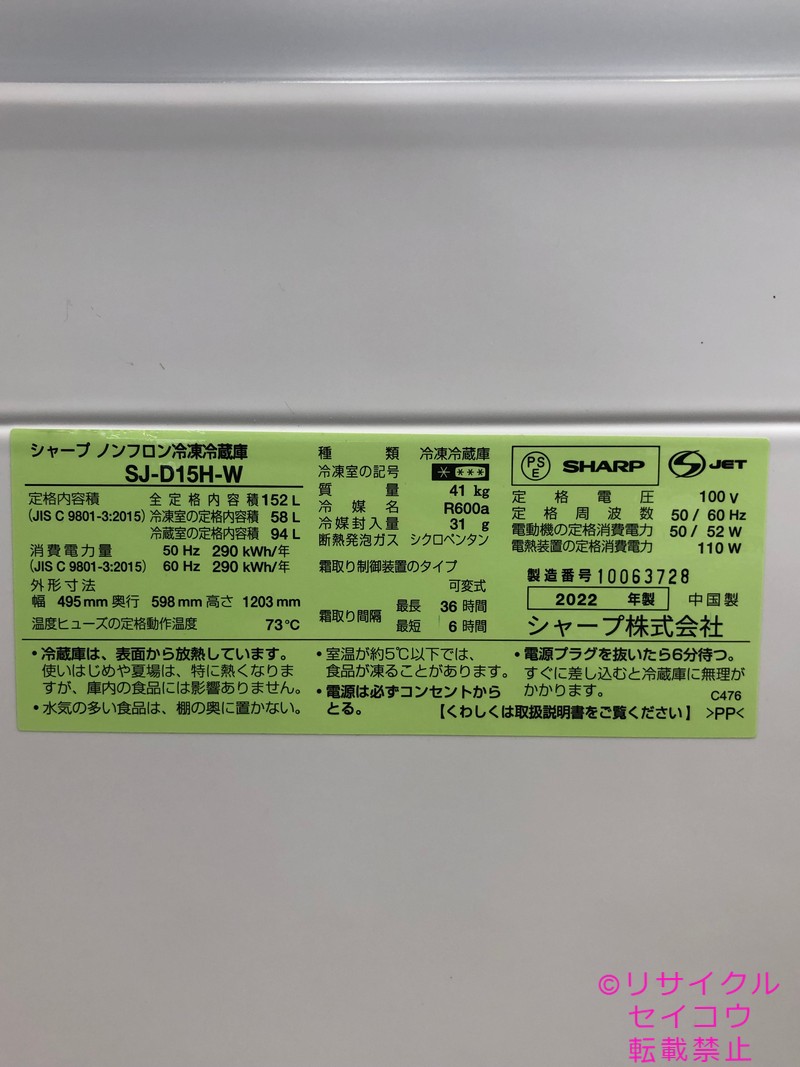 シャープ ノンフロン冷凍冷蔵庫
SJ-D15H-W
定格内容積 全定格内容積 152 L
(JIS C 9801-3:2015) 冷凍室の定格内容積 58 L
冷蔵室の定格内容積 94 L
消費電力量 50 Hz 290 kWh/年
(JIS C 9801-3:2015) 60 Hz 290 kWh/年
外形寸法
幅 495 mm 奥行 598 mm 高さ 1203 mm
温度ヒューズの定格動作温度 73℃
種類 冷凍冷蔵庫
冷凍室の記号 * ***
質量 41 kg
冷媒名 R600a
冷媒封入量 31 g
断熱発泡ガス シクロペンタン
霜取り制御装置のタイプ
可変式
霜取り間隔 最長 36 時間
最短 6 時間
PS
E
SHARP
S JET
定格電圧 100 V
定格周波数 50 / 60 Hz
電動機の定格消費電力 50 / 52 W
電熱装置の定格消費電力 110 W
製造番号 10063728
2022 年製 中国製
シャープ株式会社
・冷蔵庫は、表面から放熱しています。
使いはじめや夏場は、特に熱くなりま
すが、庫内の食品には影響ありません。
・水気の多い食品は、棚の奥に置かない。
・室温が約5℃以下では、
食品が凍ることがあります。
・電源は必ずコンセントから
とる。
・電源プラグを抜いたら6分待つ。
すぐに差し込むと冷蔵庫に無理が
かかります。
C476
【くわしくは取扱説明書をご覧ください】 >PP<
©リサイクル
セイコウ
転載禁止